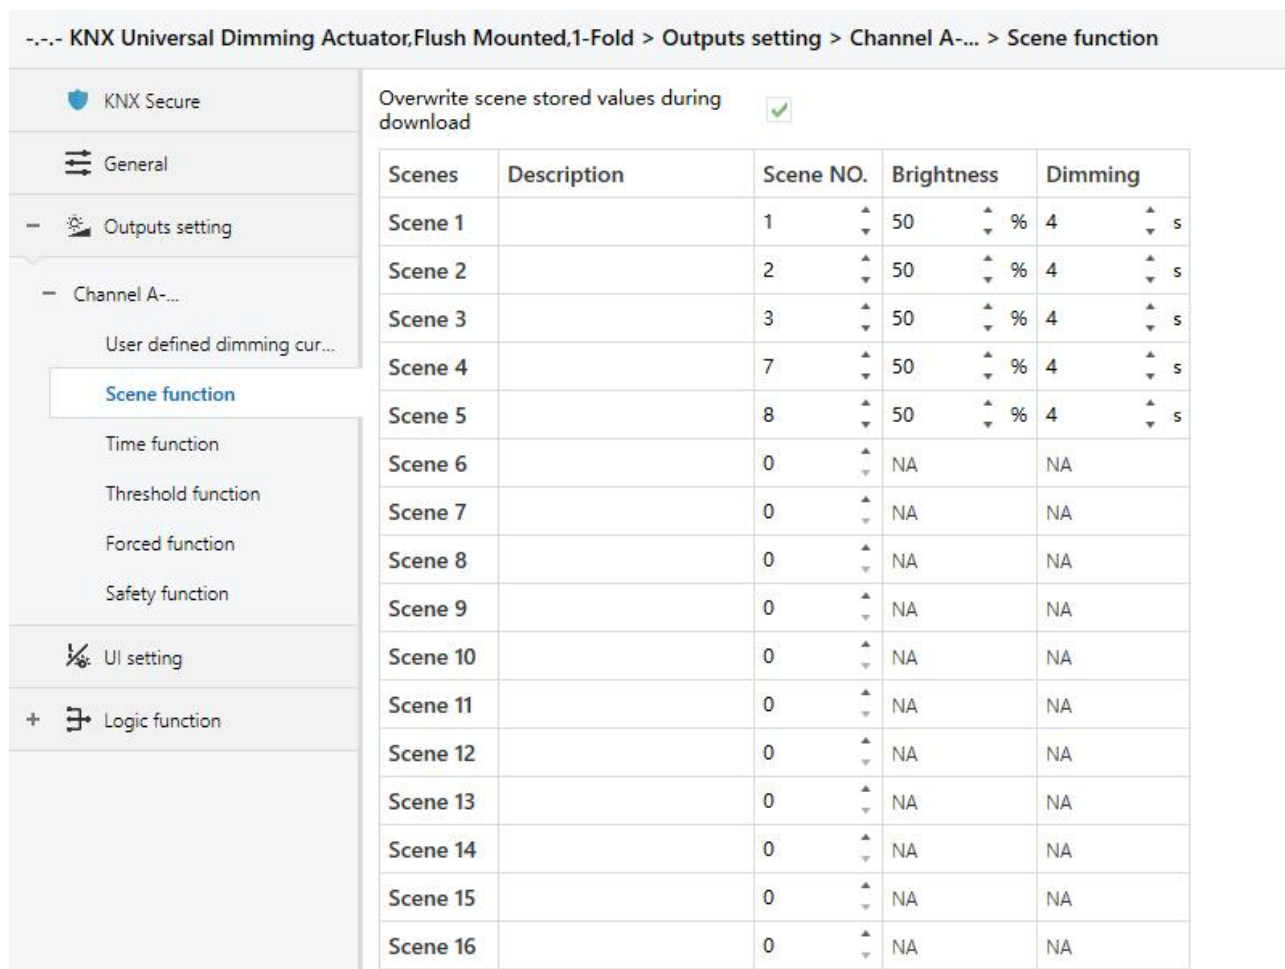 -.-.- KNX Universal Dimming Actuator,Flush Mounted,1-Fold > Outputs setting > Channel A-... > Scene function
KNX Secure
General
Outputs setting
Channel A-...
User defined dimming cur...
Scene function
Time function
Threshold function
Forced function
Safety function
UI setting
Logic function
Overwrite scene stored values during
download
Scenes Description Scene NO. Brightness Dimming
Scene 1 1 50 % 4 s
Scene 2 2 50 % 4 s
Scene 3 3 50 % 4 s
Scene 4 7 50 % 4 s
Scene 5 8 50 % 4 s
Scene 6 0 NA NA
Scene 7 0 NA NA
Scene 8 0 NA NA
Scene 9 0 NA NA
Scene 10 0 NA NA
Scene 11 0 NA NA
Scene 12 0 NA NA
Scene 13 0 NA NA
Scene 14 0 NA NA
Scene 15 0 NA NA
Scene 16 0 NA NA